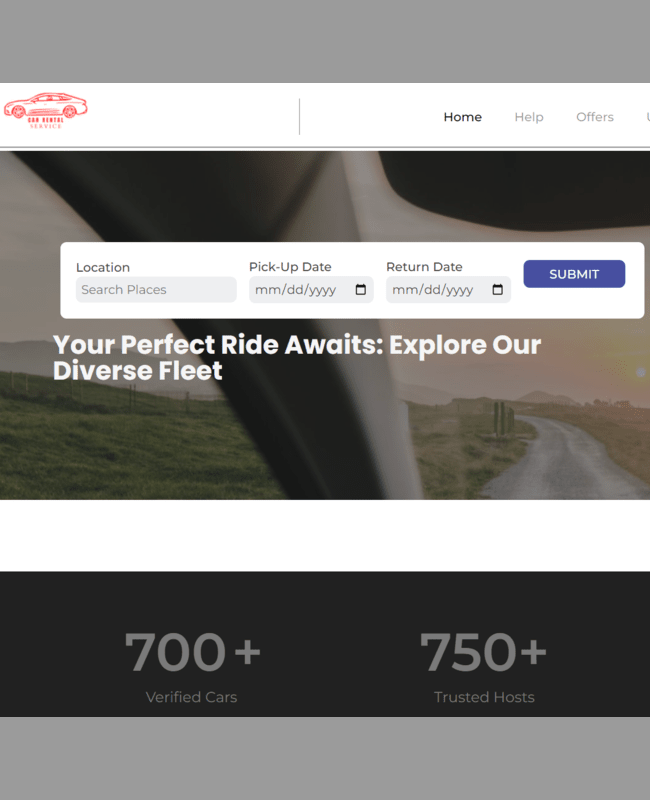 CAR RENTAL
SERVICE
Home Help Offers
Location Pick-Up Date Return Date
Search Places mm/dd/yyyy mm/dd/yyyy SUBMIT
Your Perfect Ride Awaits: Explore Our
Diverse Fleet
700+ 750+
Verified Cars Trusted Hosts